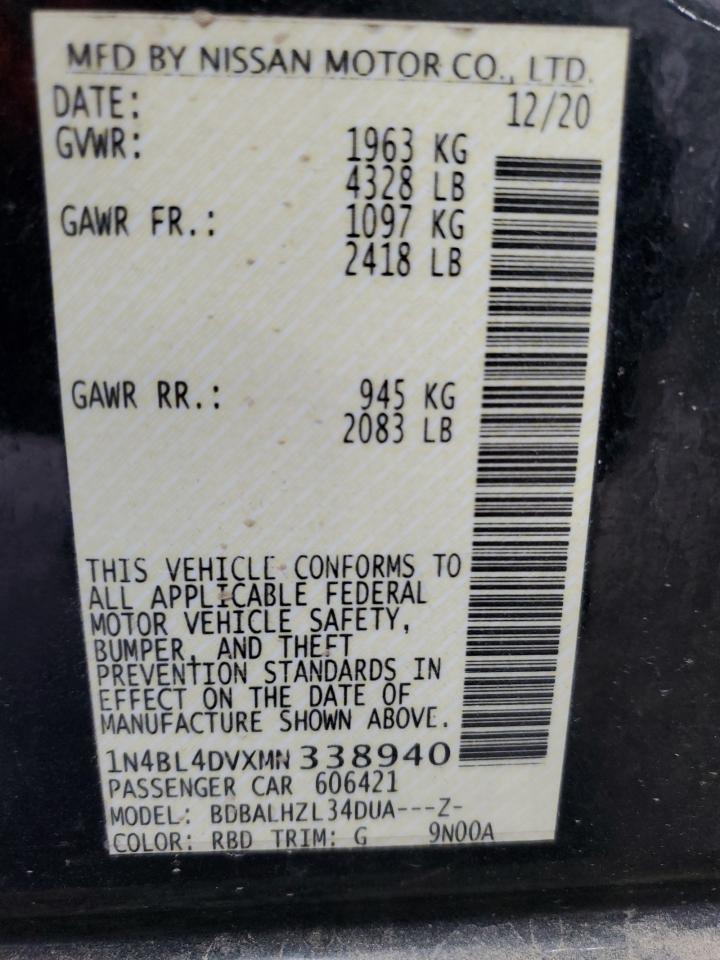 MFD BY NISSAN MOTOR CO., LTD.
DATE: 12/20
GVWR: 1963 KG
4328 LB
GAWR FR.: 1097 KG
2418 LB
GAWR RR.: 945 KG
2083 LB
THIS VEHICLE CONFORMS TO
ALL APPLICABLE FEDERAL
MOTOR VEHICLE SAFETY,
BUMPER, AND THEFT
PREVENTION STANDARDS IN
EFFECT ON THE DATE OF
MANUFACTURE SHOWN ABOVE.
1N4BL4DVXMN338940
PASSENGER CAR 606421
MODEL: BDBALHZL34DUA---Z-
COLOR: RBD TRIM: G 9N00A